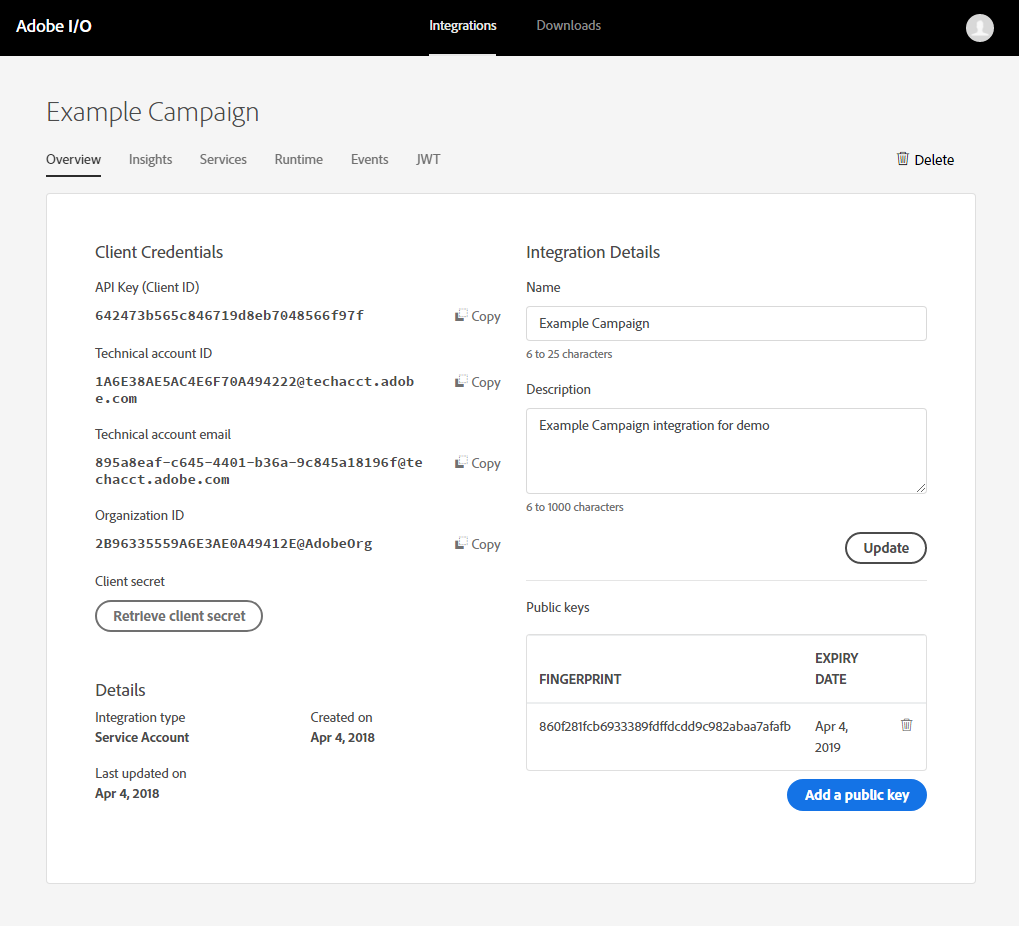 Adobe I/O
Integrations
Downloads
Example Campaign
Overview
Insights
Services
Runtime
Events
JWT
Delete
Client Credentials
API Key (Client ID)
642473b565c846719d8eb7048566f97f
Copy
Technical account ID
1A6E38AE5AC4E6F70A494222@techacct.adob
e.com
Copy
Technical account email
895a8eaf-c645-4401-b36a-9c845a18196f@te
chacct.adobe.com
Copy
Organization ID
2B96335559A6E3AE0A49412E@AdobeOrg
Copy
Client secret
Retrieve client secret
Details
Integration type
Service Account
Created on
Apr 4, 2018
Last updated on
Apr 4, 2018
Integration Details
Name
Example Campaign
6 to 25 characters
Description
Example Campaign integration for demo
6 to 1000 characters
Update
Public keys
FINGERPRINT
EXPIRY
DATE
860f281fcb6933389fdffdcdd9c982abaa7afafb
Apr 4,
2019
Add a public key